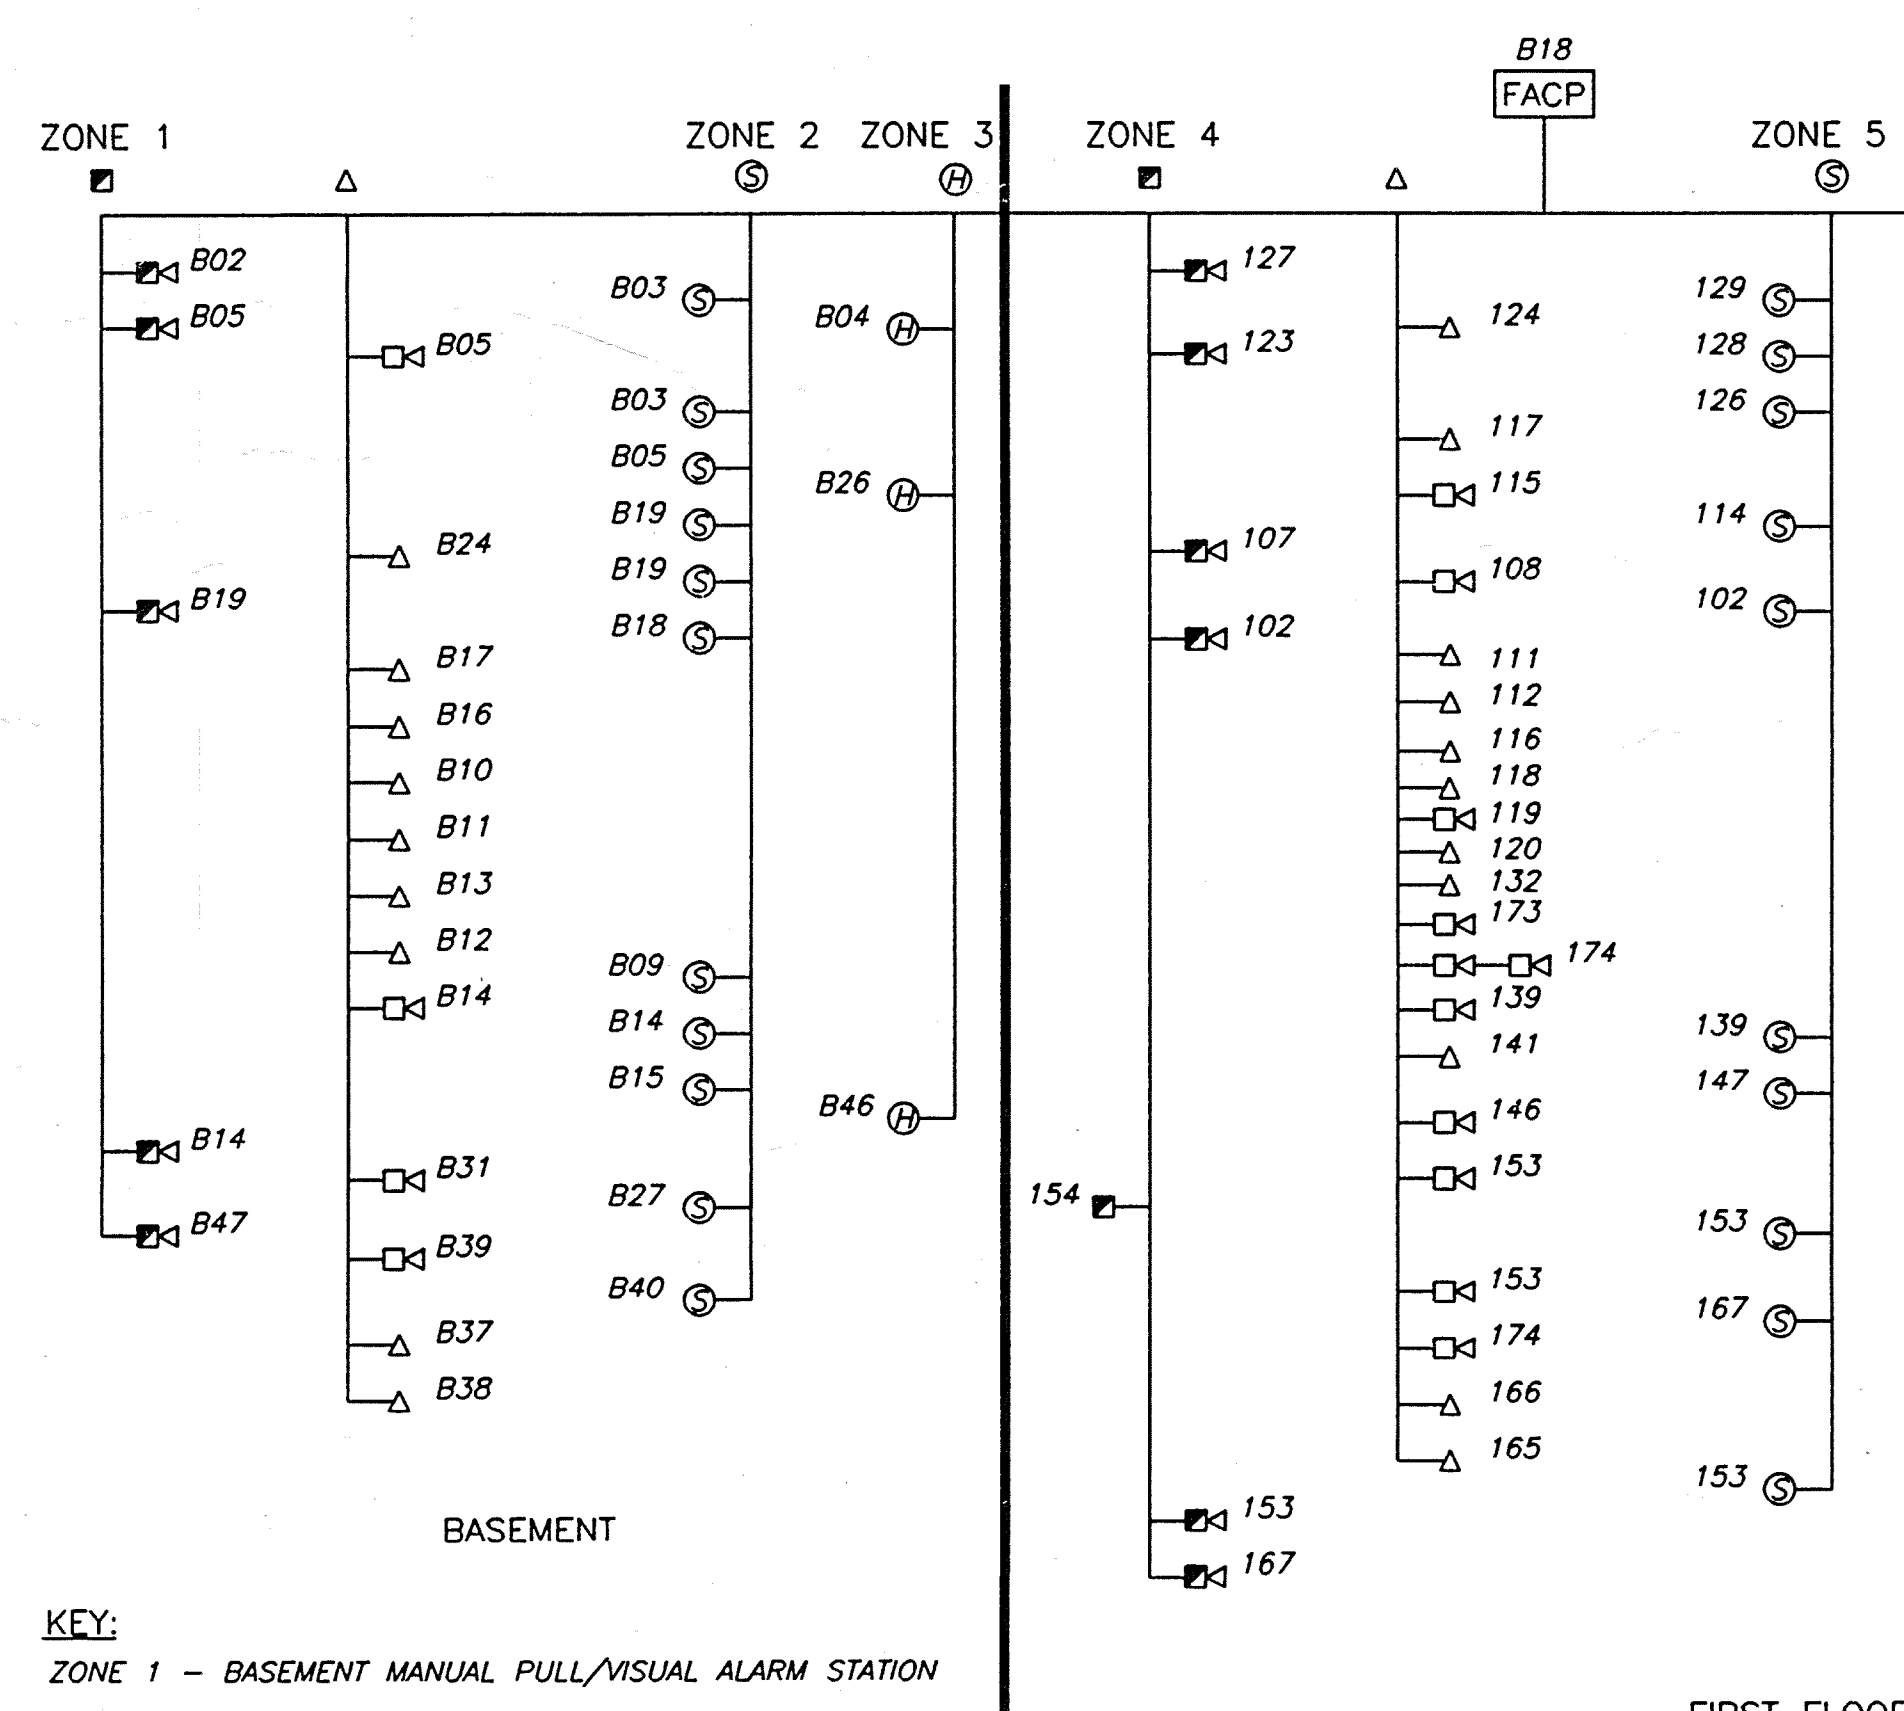 B18
FACP
ZONE 1
ZONE 2
ZONE 3
ZONE 4
ZONE 5
S
H
S
B02
B05
B19
B14
B47
B05
B24
B17
B16
B10
B11
B13
B12
B14
B31
B39
B37
B38
B03 S
B03 S
B05 S
B19 S
B19 S
B18 S
B09 S
B14 S
B15 S
B27 S
B40 S
B04 H
B26 H
B46 H
127
123
107
102
154
153
167
124
117
115
108
111
112
116
118
119
120
132
173
174
139
141
146
153
153
174
166
165
129 S
128 S
126 S
114 S
102 S
139 S
147 S
153 S
167 S
153 S
BASEMENT
KEY:
ZONE 1 - BASEMENT MANUAL PULL/VISUAL ALARM STATION